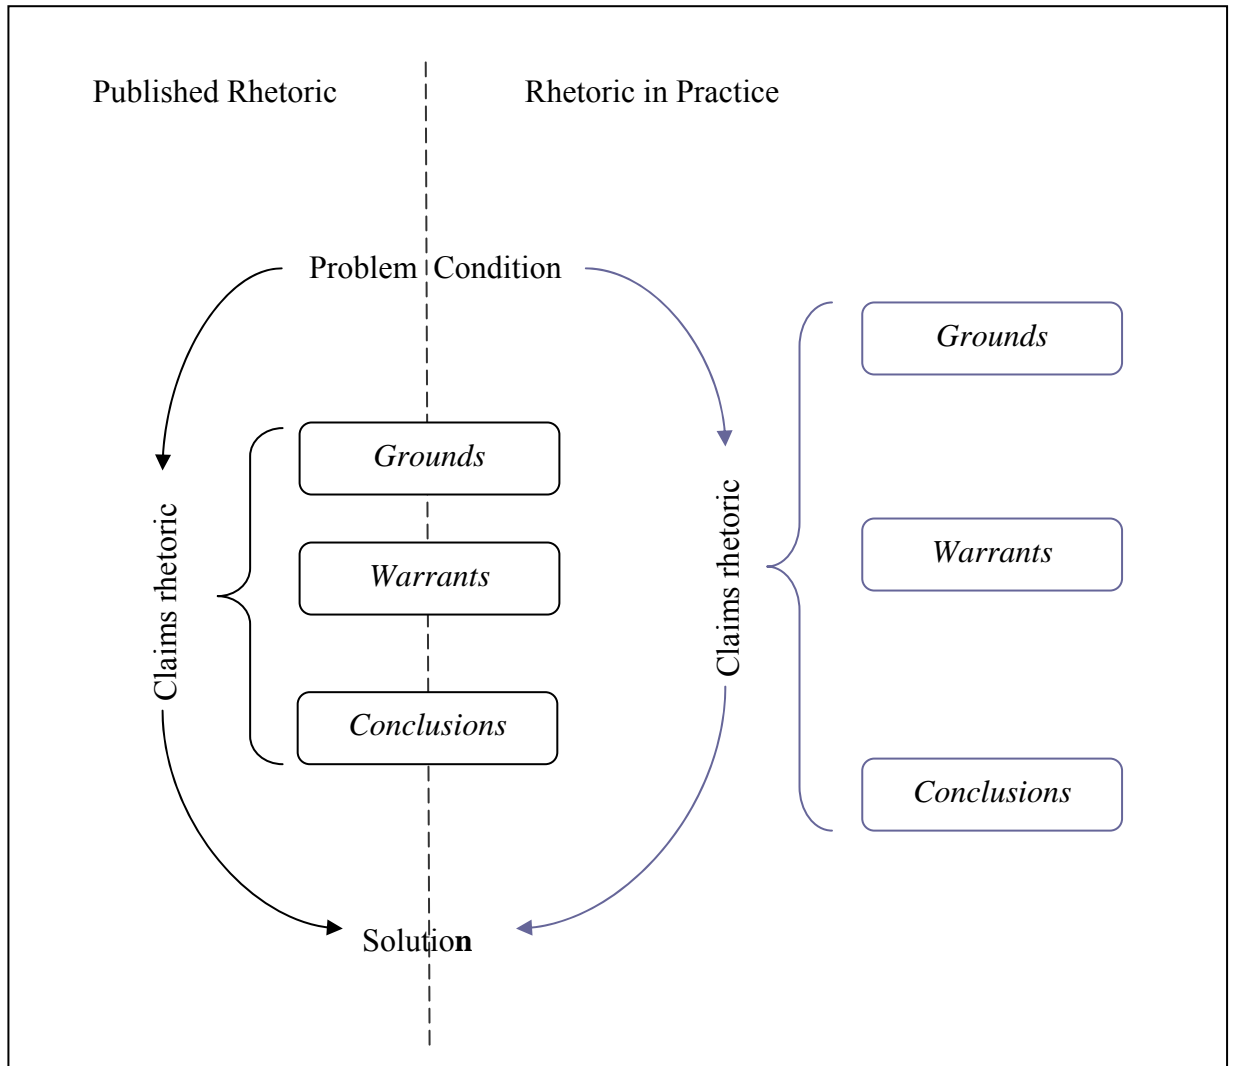 Published Rhetoric
Rhetoric in Practice
Problem Condition
Grounds
Grounds
Claims rhetoric
Warrants
Claims rhetoric
Warrants
Conclusions
Conclusions
Solution